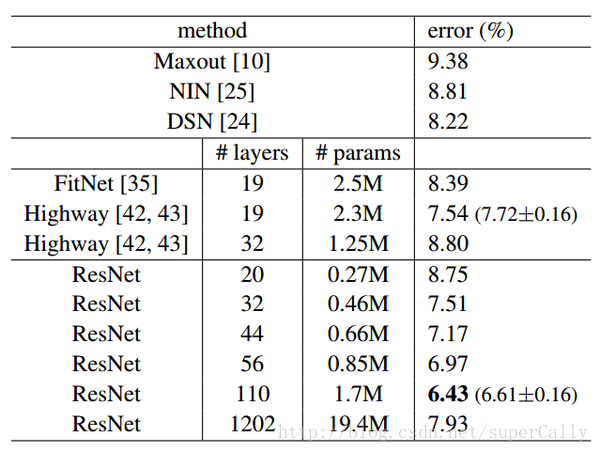 method error (%)
Maxout [10] 9.38
NIN [25] 8.81
DSN [24] 8.22
# layers # params
FitNet [35] 19 2.5M 8.39
Highway [42, 43] 19 2.3M 7.54 (7.72±0.16)
Highway [42, 43] 32 1.25M 8.80
ResNet 20 0.27M 8.75
ResNet 32 0.46M 7.51
ResNet 44 0.66M 7.17
ResNet 56 0.85M 6.97
ResNet 110 1.7M 6.43 (6.61±0.16)
ResNet 1202 19.4M 7.93
http://blog.csdn.net/superCally